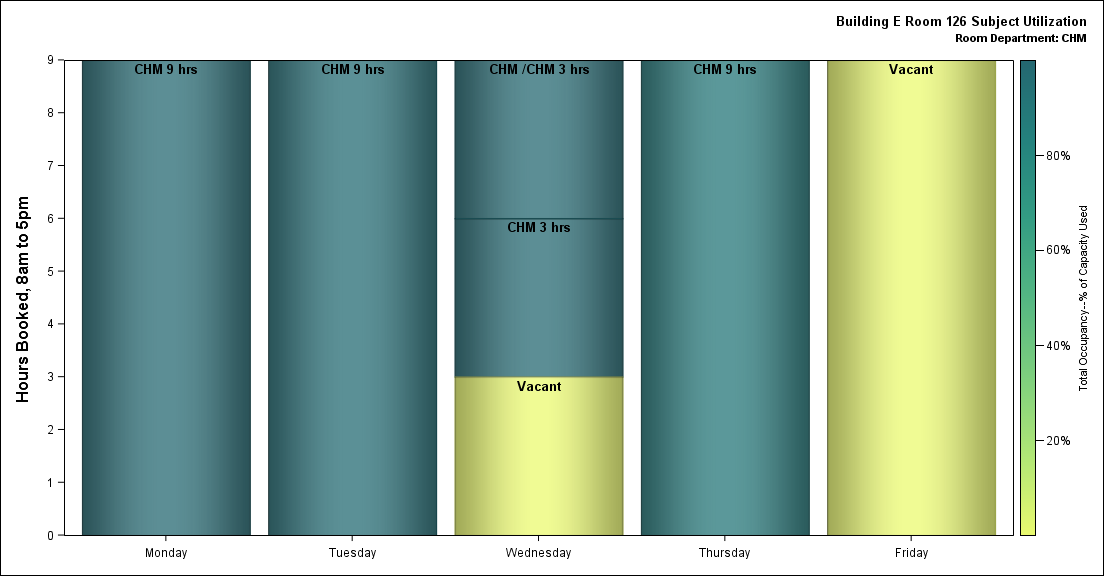 Building E Room 126 Subject Utilization
Room Department: CHM
Hours Booked, 8am to 5pm
9
8
7
6
5
4
3
2
1
0
CHM 9 hrs
CHM 9 hrs
CHM /CHM 3 hrs
CHM 9 hrs
Vacant
CHM 3 hrs
Vacant
Monday
Tuesday
Wednesday
Thursday
Friday
80%
60%
40%
20%
Total Occupancy--% of Capacity Used